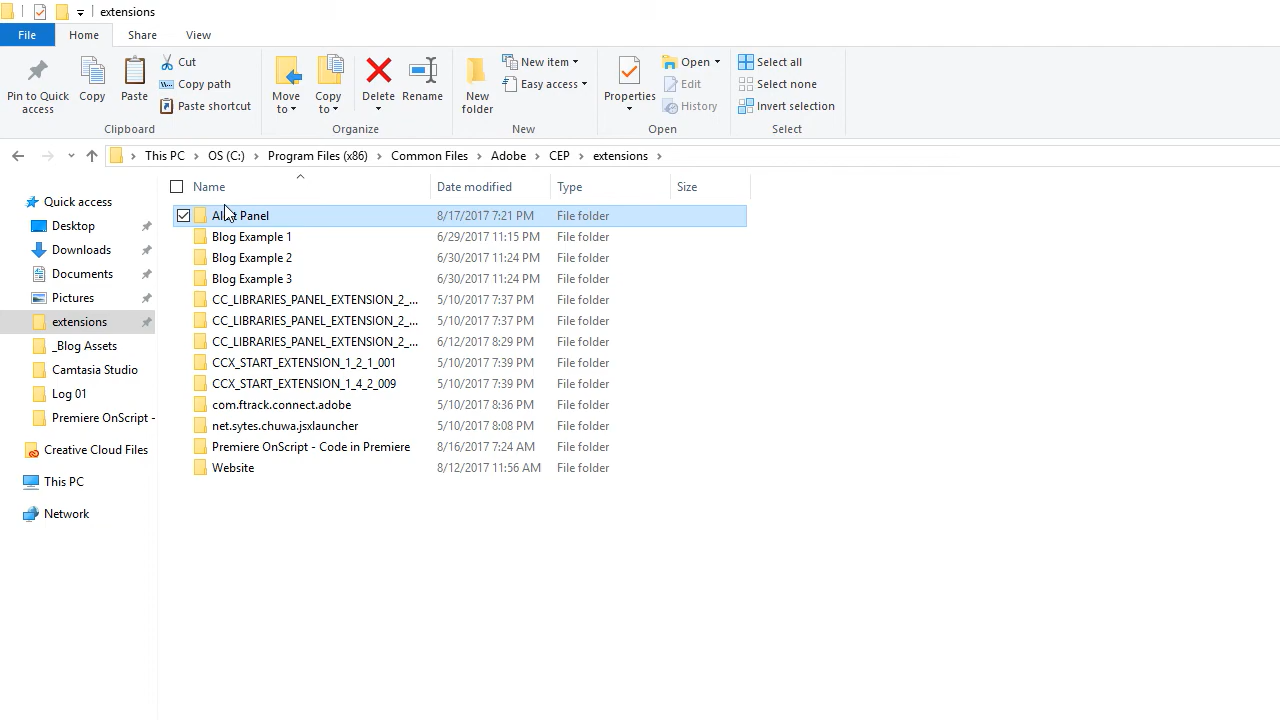 extensions
File Home Share View
Pin to Quick access
Copy
Paste
Cut
Copy path
Paste shortcut
Clipboard
Move to
Copy to
Delete
Rename
Organize
New folder
New item
Easy access
New
Properties
Open
Edit
History
Open
Select all
Select none
Invert selection
Select
This PC › OS (C:) › Program Files (x86) › Common Files › Adobe › CEP › extensions ›
Quick access
Desktop
Downloads
Documents
Pictures
extensions
_Blog Assets
Camtasia Studio
Log 01
Premiere OnScript -
Creative Cloud Files
This PC
Network
Name Date modified Type Size
Panel 8/17/2017 7:21 PM File folder
Blog Example 1 6/29/2017 11:15 PM File folder
Blog Example 2 6/30/2017 11:24 PM File folder
Blog Example 3 6/30/2017 11:24 PM File folder
CC_LIBRARIES_PANEL_EXTENSION_2_... 5/10/2017 7:37 PM File folder
CC_LIBRARIES_PANEL_EXTENSION_2_... 5/10/2017 7:37 PM File folder
CC_LIBRARIES_PANEL_EXTENSION_2_... 6/12/2017 8:29 PM File folder
CCX_START_EXTENSION_1_2_1_001 5/10/2017 7:39 PM File folder
CCX_START_EXTENSION_1_4_2_009 5/10/2017 7:39 PM File folder
com.ftrack.connect.adobe 5/10/2017 8:36 PM File folder
net.sytes.chuwa.jsxlauncher 5/10/2017 8:08 PM File folder
Premiere OnScript - Code in Premiere 8/16/2017 7:24 AM File folder
Website 8/12/2017 11:56 AM File folder